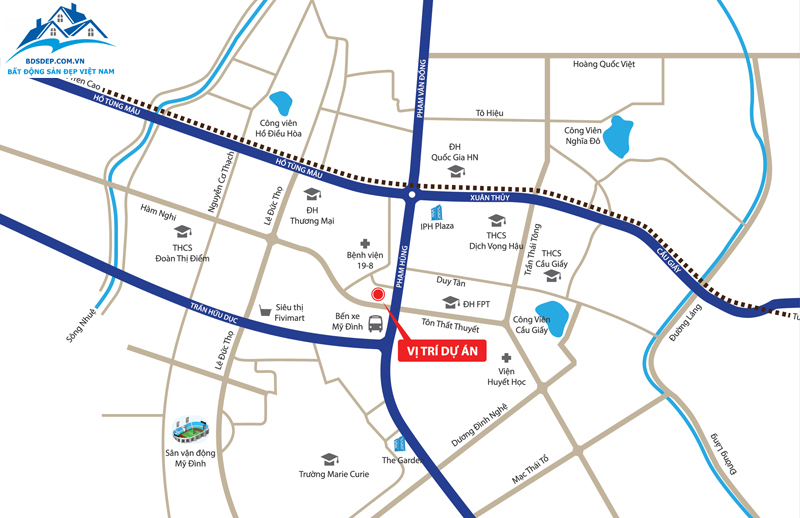 BDSDEP.COM.VN
BẤT ĐỘNG SẢN ĐẸP VIỆT NAM
Trên Cao
HỒ TÙNG MẬU
PHẠM VĂN ĐỒNG
Hoàng Quốc Việt
Công viên
Hồ Điều Hòa
Tô Hiệu
Công Viên
Nghĩa Đô
ĐH
Quốc Gia HN
HỒ TÙNG MẬU
Nguyễn Cơ Thạch
Lê Đức Thọ
XUÂN THỦY
Hàm Nghi
ĐH
Thương Mại
IPH Plaza
THCS
Dịch Vọng Hậu
Trần Thái Tông
THCS
Đoàn Thị Điểm
Bệnh viện
19-8
PHẠM HÙNG
THCS
Cầu Giấy
CẦU GIẤY
Duy Tân
Sông Nhuệ
TRẦN HỮU DỰC
Siêu thị
Fivimart
Bến xe
Mỹ Đình
ĐH FPT
Tôn Thất Thuyết
Công Viên
Cầu Giấy
Đường Láng
Tu
VỊ TRÍ DỰ ÁN
Lê Đức Thọ
Viện
Huyết Học
Dương Đình Nghệ
Sân vận động
Mỹ Đình
Trường Marie Curie
The Garden
Mạc Thái Tổ
Đường Láng